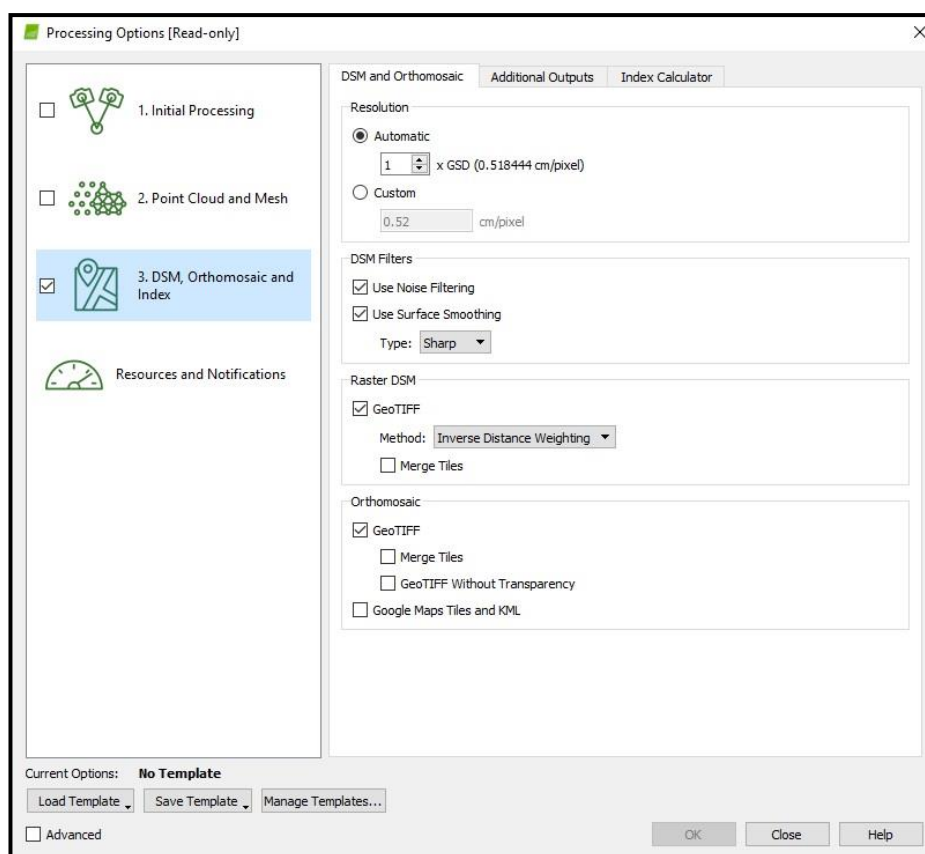 Processing Options [Read-only]
1. Initial Processing
2. Point Cloud and Mesh
3. DSM, Orthomosaic and
Index
Resources and Notifications
DSM and Orthomosaic Additional Outputs Index Calculator
Resolution
Automatic
1 x GSD (0.518444 cm/pixel)
Custom
0.52 cm/pixel
DSM Filters
Use Noise Filtering
Use Surface Smoothing
Type: Sharp
Raster DSM
GeoTIFF
Method: Inverse Distance Weighting
Merge Tiles
Orthomosaic
GeoTIFF
Merge Tiles
GeoTIFF Without Transparency
Google Maps Tiles and KML
Current Options: No Template
Load Template Save Template Manage Templates...
Advanced OK Close Help